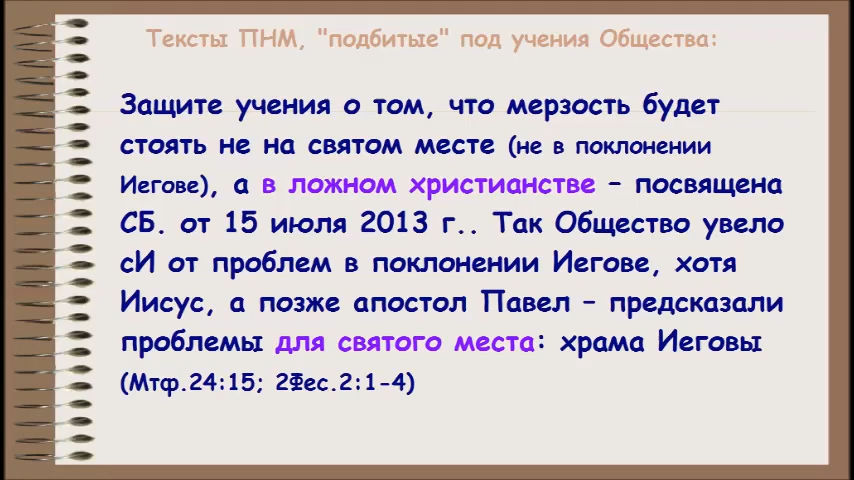 Тексты ПНМ, "подбитые" под учения Общества:
Защите учения о том, что мерзость будет
стоять не на святом месте (не в поклонении
Иегове), а в ложном христианстве – посвящена
СБ. от 15 июля 2013 г.. Так Общество увело
сИ от проблем в поклонении Иегове, хотя
Иисус, а позже апостол Павел – предсказали
проблемы для святого места: храма Иеговы
(Мтф.24:15; 2Фес.2:1-4)